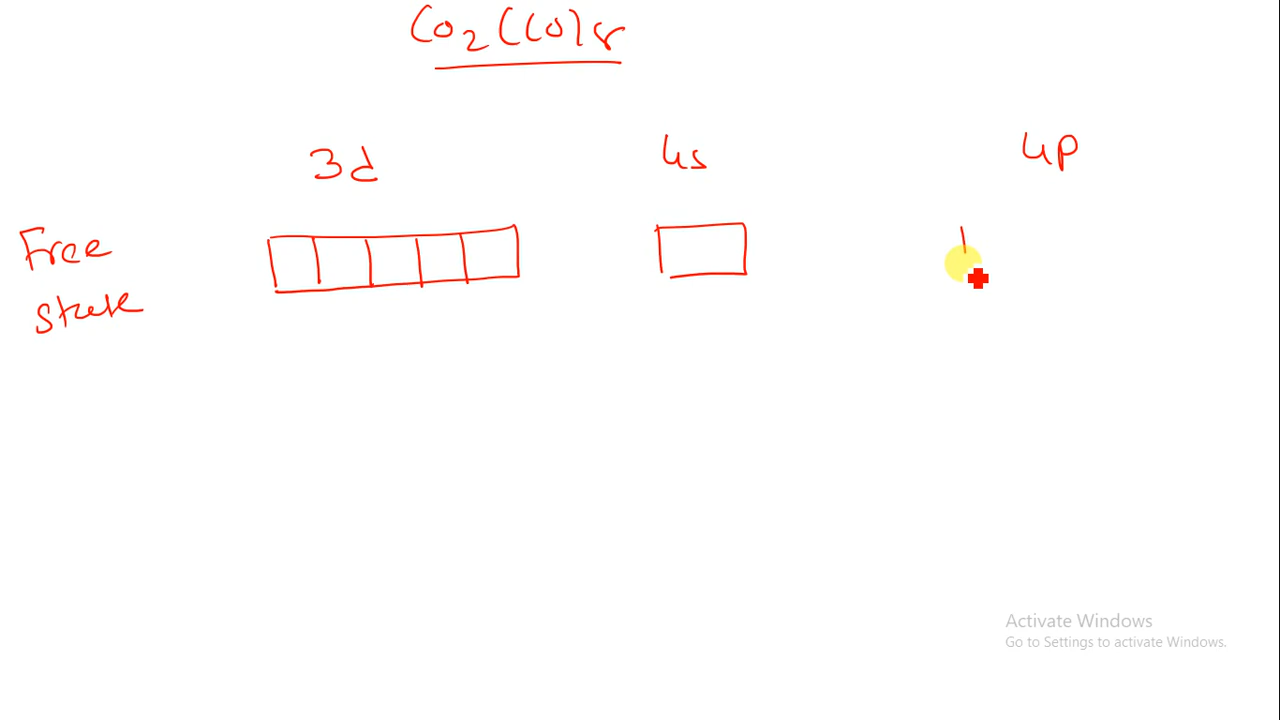 Co2(CO)8
3d 4s 4p
Free
state
Activate Windows
Go to Settings to activate Windows.